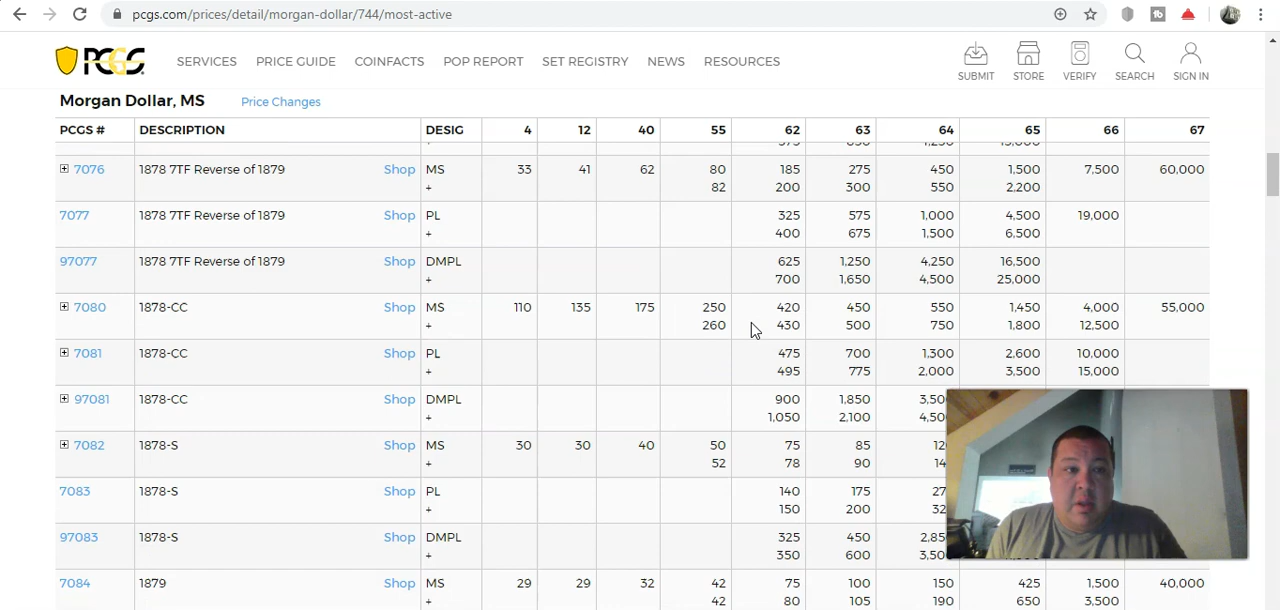 pcgs.com/prices/detail/morgan-dollar/744/most-active
PCGS SERVICES PRICE GUIDE COINFACTS POP REPORT SET REGISTRY NEWS RESOURCES SUBMIT STORE VERIFY SEARCH SIGN IN
Morgan Dollar, MS Price Changes
PCGS # DESCRIPTION DESIG 4 12 40 55 62 63 64 65 66 67
7076 1878 7TF Reverse of 1879 Shop MS 33 41 62 80 185 275 450 1,500 7,500 60,000
+ 82 200 300 550 2,200
7077 1878 7TF Reverse of 1879 Shop PL 325 575 1,000 4,500 19,000
+ 400 675 1,500 6,500
97077 1878 7TF Reverse of 1879 Shop DMPL 625 1,250 4,250 16,500
+ 700 1,650 4,500 25,000
7080 1878-CC Shop MS 110 135 175 250 420 450 550 1,450 4,000 55,000
+ 260 430 500 750 1,800 12,500
7081 1878-CC Shop PL 475 700 1,300 2,600 10,000
+ 495 775 2,000 3,500 15,000
97081 1878-CC Shop DMPL 900 1,850
+ 1,050 2,100
7082 1878-S Shop MS 30 30 40 50 75 85
+ 52 78 90
7083 1878-S Shop PL 140 175
+ 150 200
97083 1878-S Shop DMPL 325 450
+ 350 600
7084 1879 Shop MS 29 29 32 42 75 100 150 425 1,500 40,000
+ 42 80 105 190 650 3,500